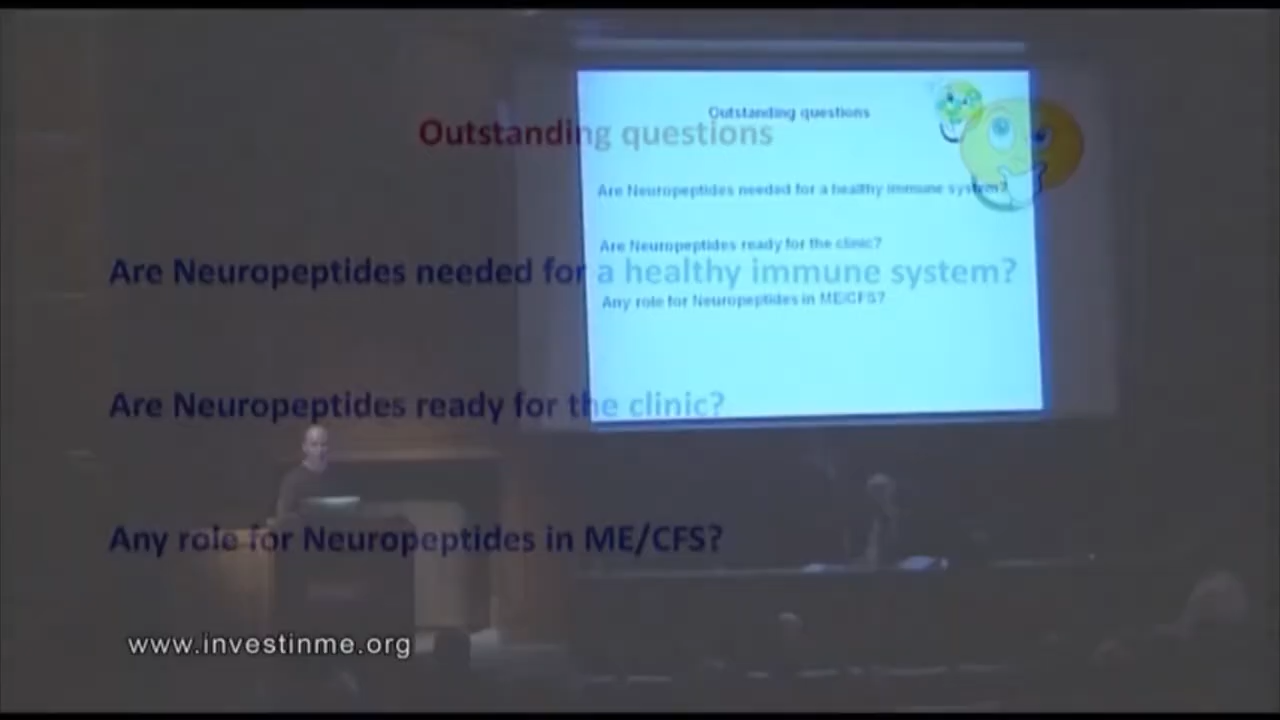 Outstanding questions
Are Neuropeptides needed for a healthy immune system?
Are Neuropeptides ready for the clinic?
Any role for Neuropeptides in ME/CFS?
Outstanding questions
Are Neuropeptides needed for a healthy immune system?
Are Neuropeptides ready for the clinic?
Any role for Neuropeptides in ME/CFS?
www.investinme.org